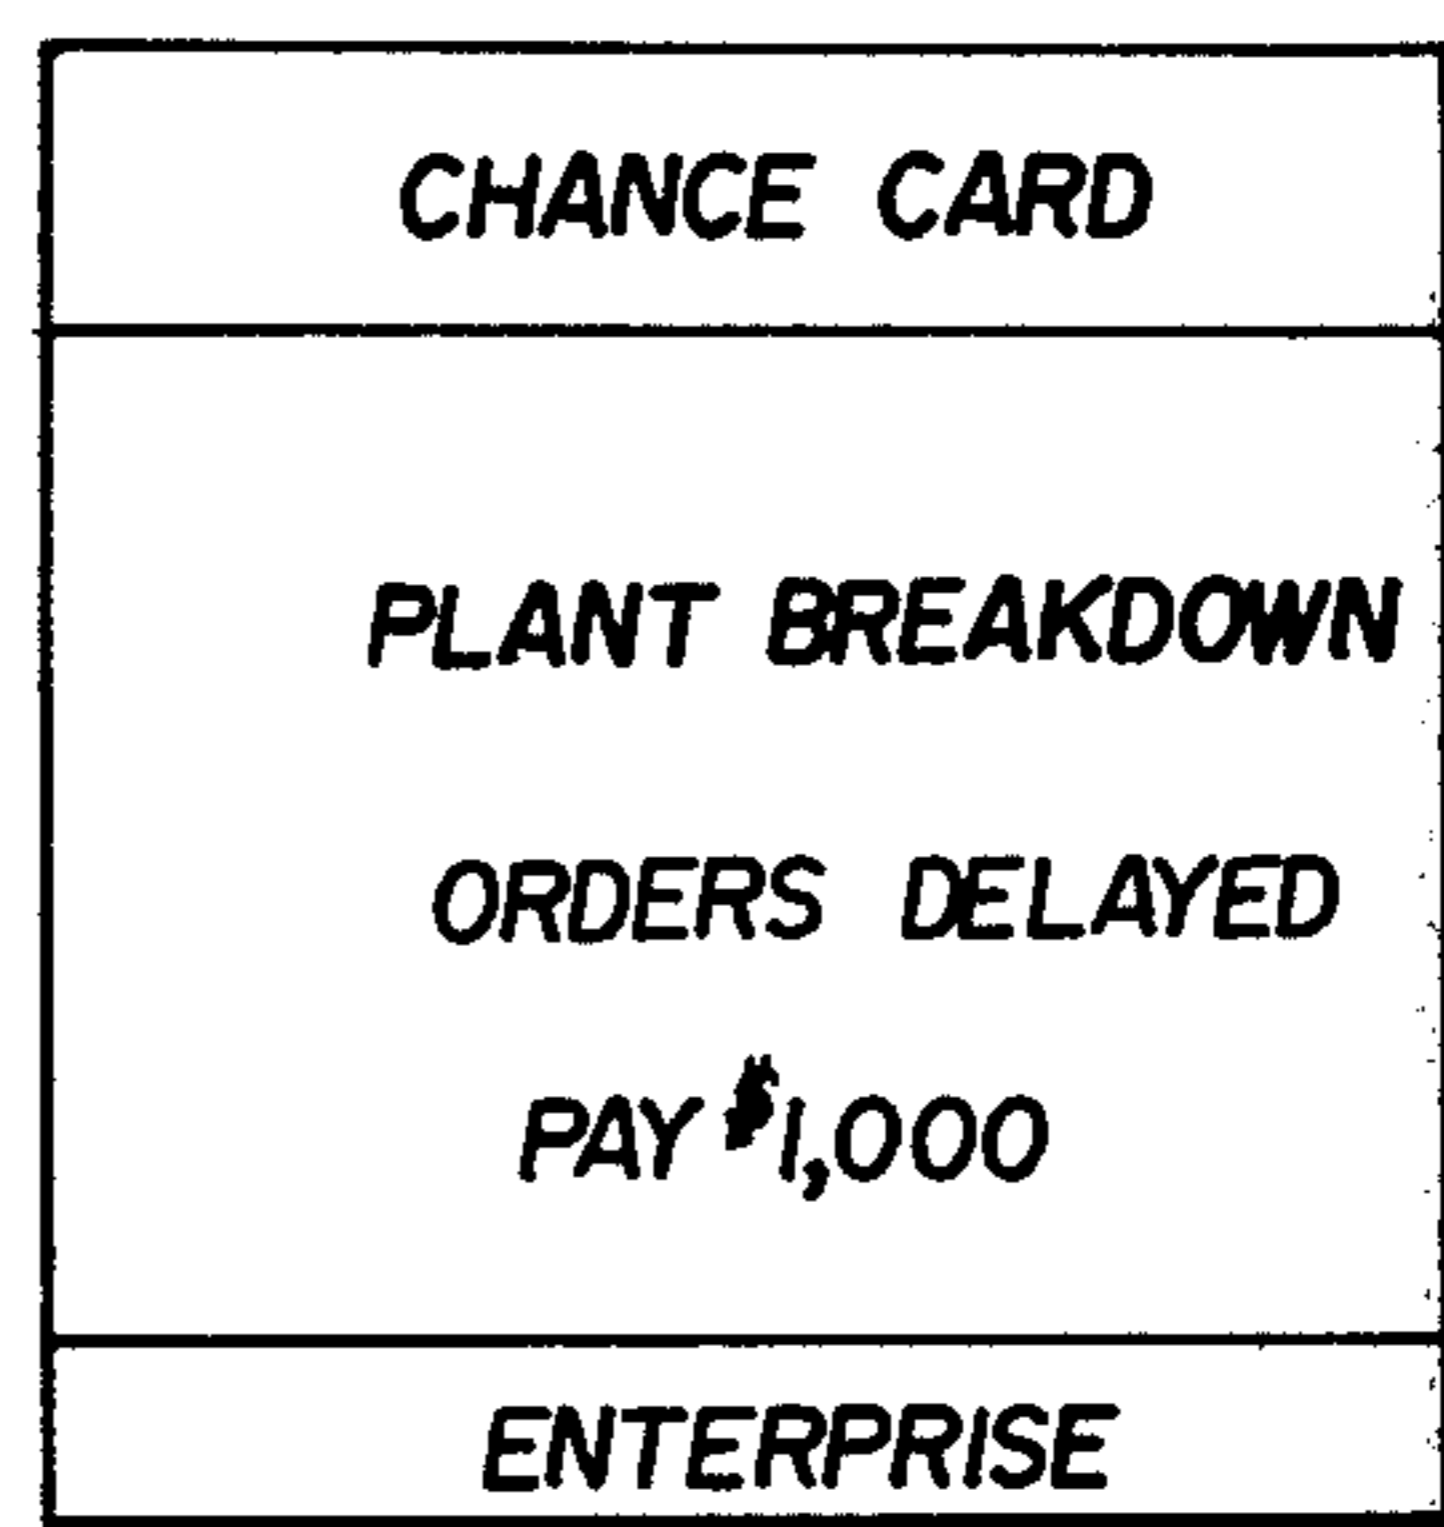 CHANCE CARD
PLANT BREAKDOWN
ORDERS DELAYED
PAY $1,000
ENTERPRISE